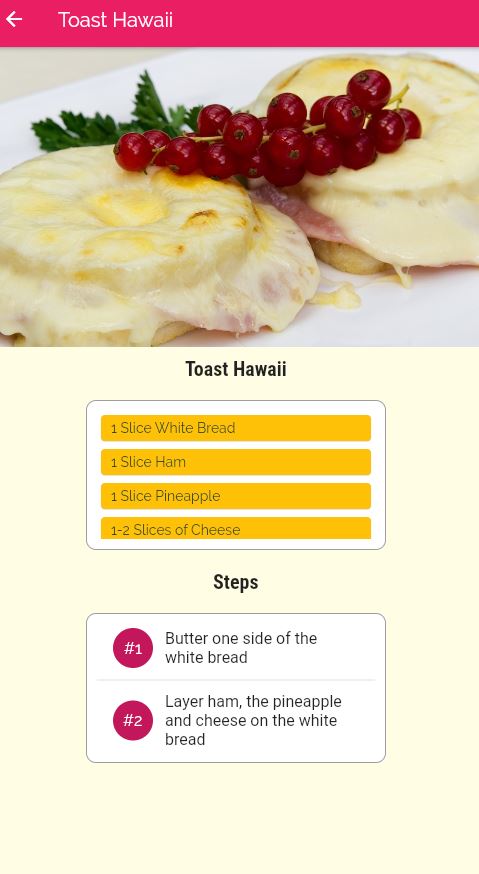 Toast Hawaii
Toast Hawaii
1 Slice White Bread
1 Slice Ham
1 Slice Pineapple
1-2 Slices of Cheese
Steps
#1
Butter one side of the
white bread
#2
Layer ham, the pineapple
and cheese on the white
bread